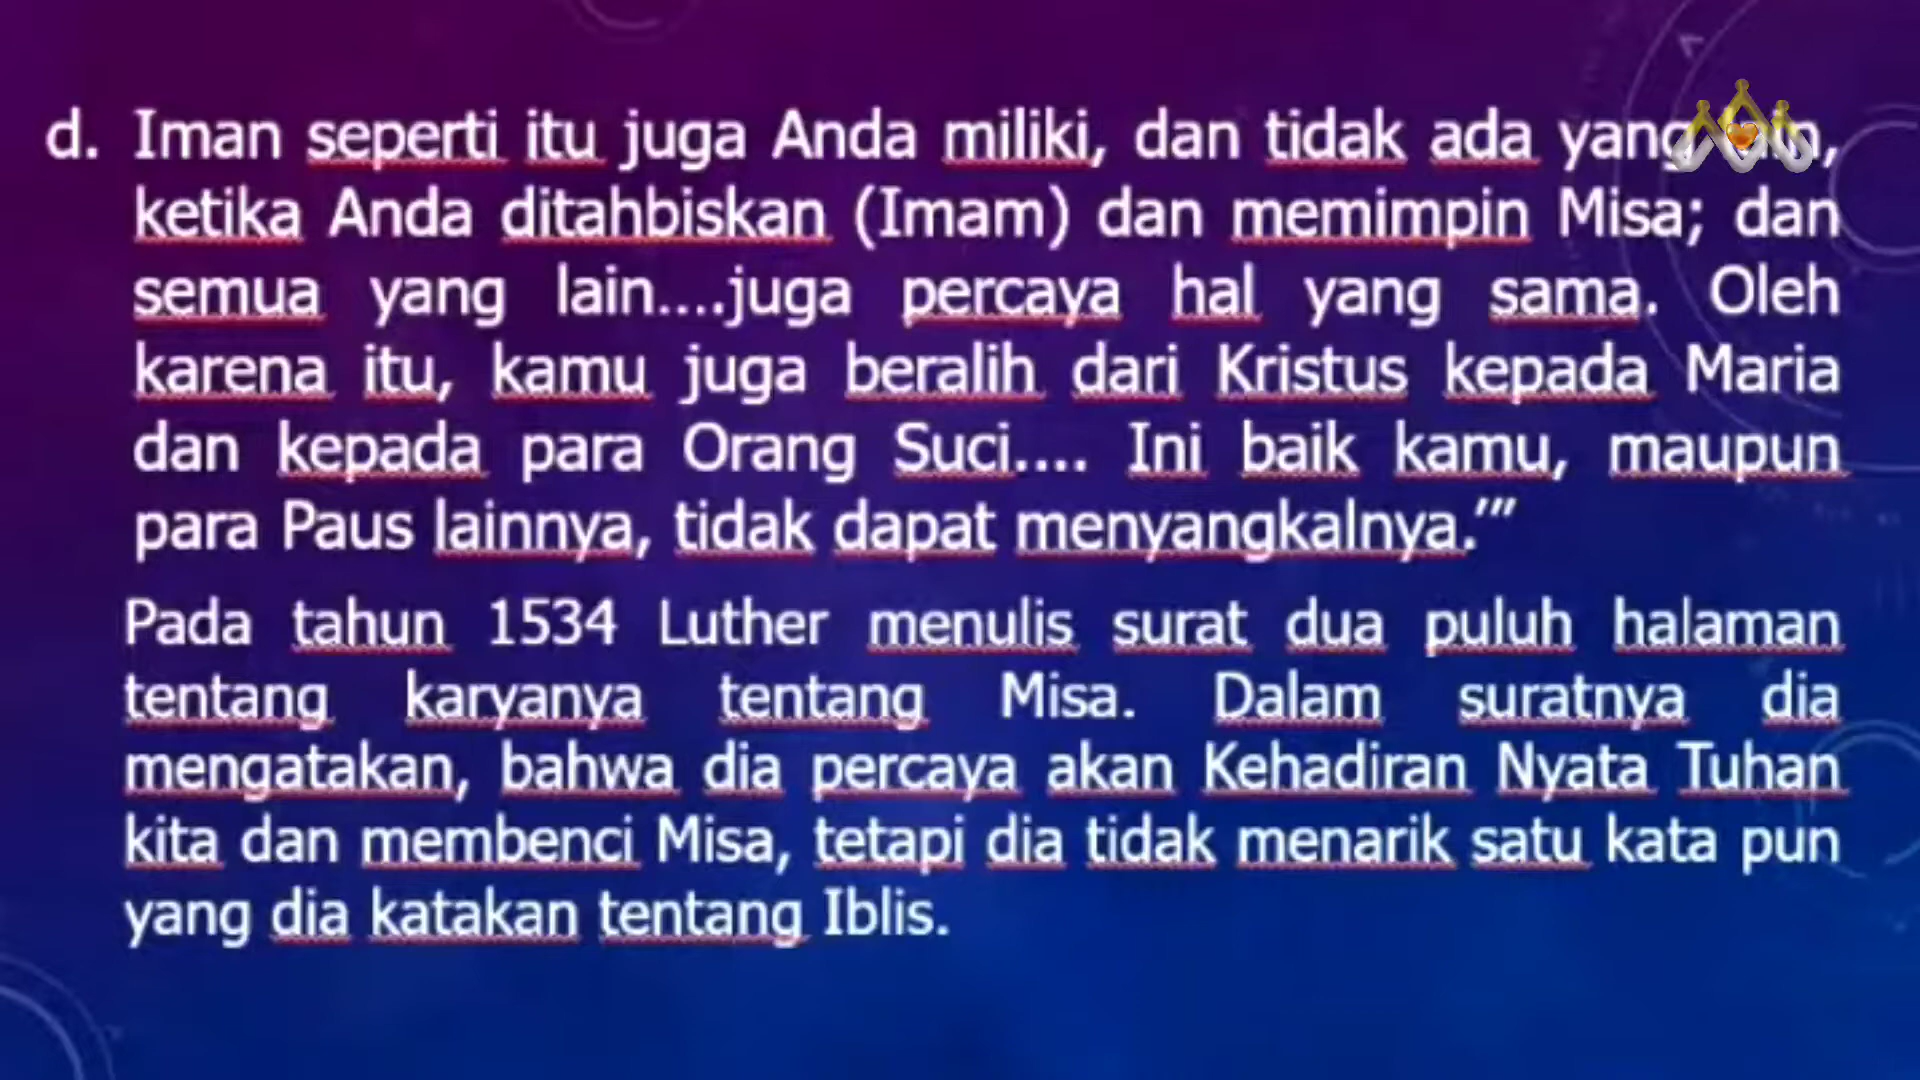 d. Iman seperti itu juga Anda miliki, dan tidak ada yang lain,
ketika Anda ditahbiskan (Imam) dan memimpin Misa; dan
semua yang lain....juga percaya hal yang sama. Oleh
karena itu, kamu juga beralih dari Kristus kepada Maria
dan kepada para Orang Suci.... Ini baik kamu, maupun
para Paus lainnya, tidak dapat menyangkalnya.’”
Pada tahun 1534 Luther menulis surat dua puluh halaman
tentang karyanya tentang Misa. Dalam suratnya dia
mengatakan, bahwa dia percaya akan Kehadiran Nyata Tuhan
kita dan membenci Misa, tetapi dia tidak menarik satu kata pun
yang dia katakan tentang Iblis.